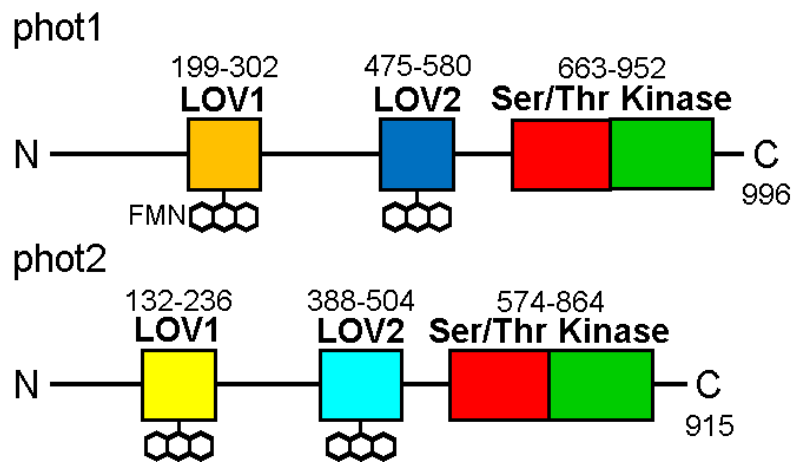 phot1
199-302 475-580 663-952
LOV1 LOV2 Ser/Thr Kinase
N C
996
FMN
phot2
132-236 388-504 574-864
LOV1 LOV2 Ser/Thr Kinase
N C
915